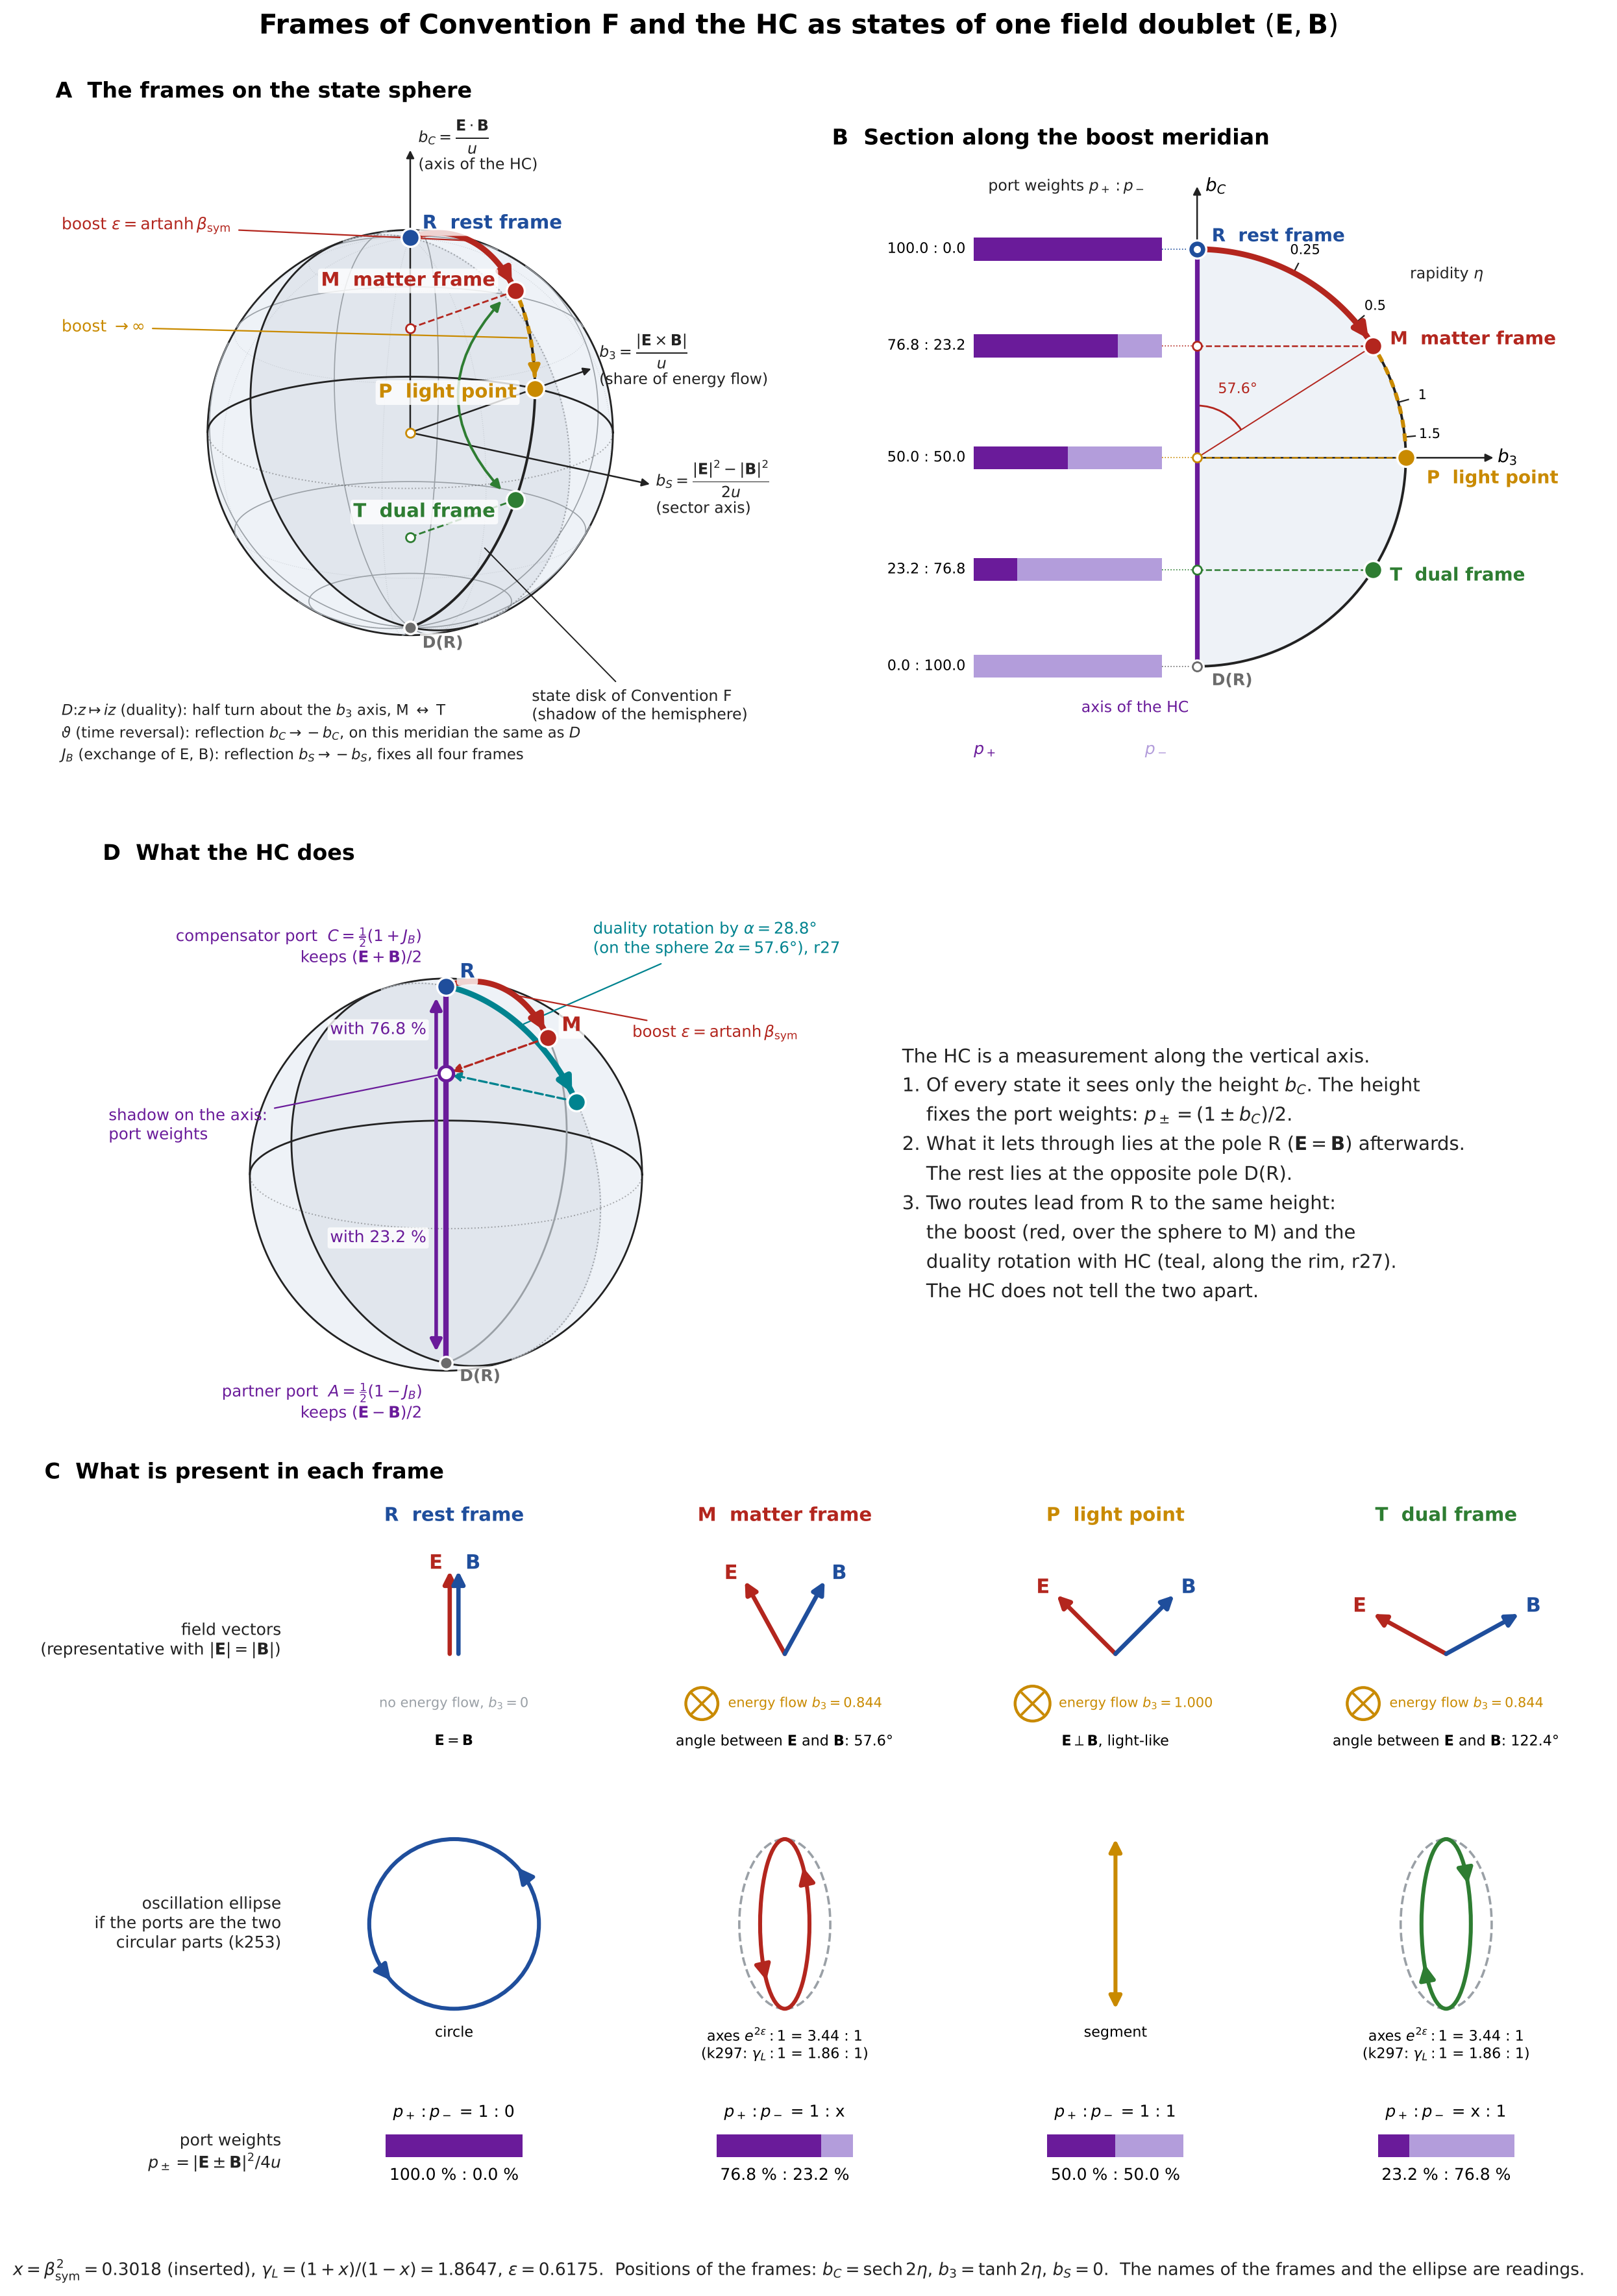 Frames of Convention F and the HC as states of one field doublet (E, B)
A The frames on the state sphere
b_C = E · B / u
(axis of the HC)
boost ε = artanh β_sym
R rest frame
M matter frame
boost → ∞
b_3 = |E × B| / u
(share of energy flow)
P light point
b_S = |E|² − |B|² / 2u
(sector axis)
T dual frame
D(R)
state disk of Convention F
(shadow of the hemisphere)
D: z ↦ iz (duality): half turn about the b_3 axis, M ↔ T
ϑ (time reversal): reflection b_C → − b_C, on this meridian the same as D
J_B (exchange of E, B): reflection b_S → − b_S, fixes all four frames
B Section along the boost meridian
port weights p_+ : p_−
b_C
100.0 : 0.0
R rest frame
0.25
rapidity η
0.5
76.8 : 23.2
M matter frame
57.6°
1
1.5
50.0 : 50.0
b_3
P light point
23.2 : 76.8
T dual frame
0.0 : 100.0
D(R)
axis of the HC
p_+
p_−
D What the HC does
compensator port C = ½(1 + J_B)
keeps (E + B)/2
duality rotation by α = 28.8°
(on the sphere 2α = 57.6°), r27
R
M
with 76.8 %
boost ε = artanh β_sym
shadow on the axis:
port weights
with 23.2 %
D(R)
partner port A = ½(1 − J_B)
keeps (E − B)/2
The HC is a measurement along the vertical axis.
1. Of every state it sees only the height b_C. The height
fixes the port weights: p_± = (1 ± b_C)/2.
2. What it lets through lies at the pole R (E = B) afterwards.
The rest lies at the opposite pole D(R).
3. Two routes lead from R to the same height:
the boost (red, over the sphere to M) and the
duality rotation with HC (teal, along the rim, r27).
The HC does not tell the two apart.
C What is present in each frame
R rest frame
M matter frame
P light point
T dual frame
E B
E B
E B
E B
field vectors
(representative with |E| = |B|)
no energy flow, b_3 = 0
energy flow b_3 = 0.844
energy flow b_3 = 1.000
energy flow b_3 = 0.844
E = B
angle between E and B: 57.6°
E ⊥ B, light-like
angle between E and B: 122.4°
oscillation ellipse
if the ports are the two
circular parts (k253)
circle
axes e^{2ε} : 1 = 3.44 : 1
(k297: γ_L : 1 = 1.86 : 1)
segment
axes e^{2ε} : 1 = 3.44 : 1
(k297: γ_L : 1 = 1.86 : 1)
port weights
p_± = |E ± B|²/4u
p_+ : p_− = 1 : 0
p_+ : p_− = 1 : x
p_+ : p_− = 1 : 1
p_+ : p_− = x : 1
100.0 % : 0.0 %
76.8 % : 23.2 %
50.0 % : 50.0 %
23.2 % : 76.8 %
x = β²_sym = 0.3018 (inserted), γ_L = (1 + x)/(1 − x) = 1.8647, ε = 0.6175. Positions of the frames: b_C = sech 2η, b_3 = tanh 2η, b_S = 0. The names of the frames and the ellipse are readings.